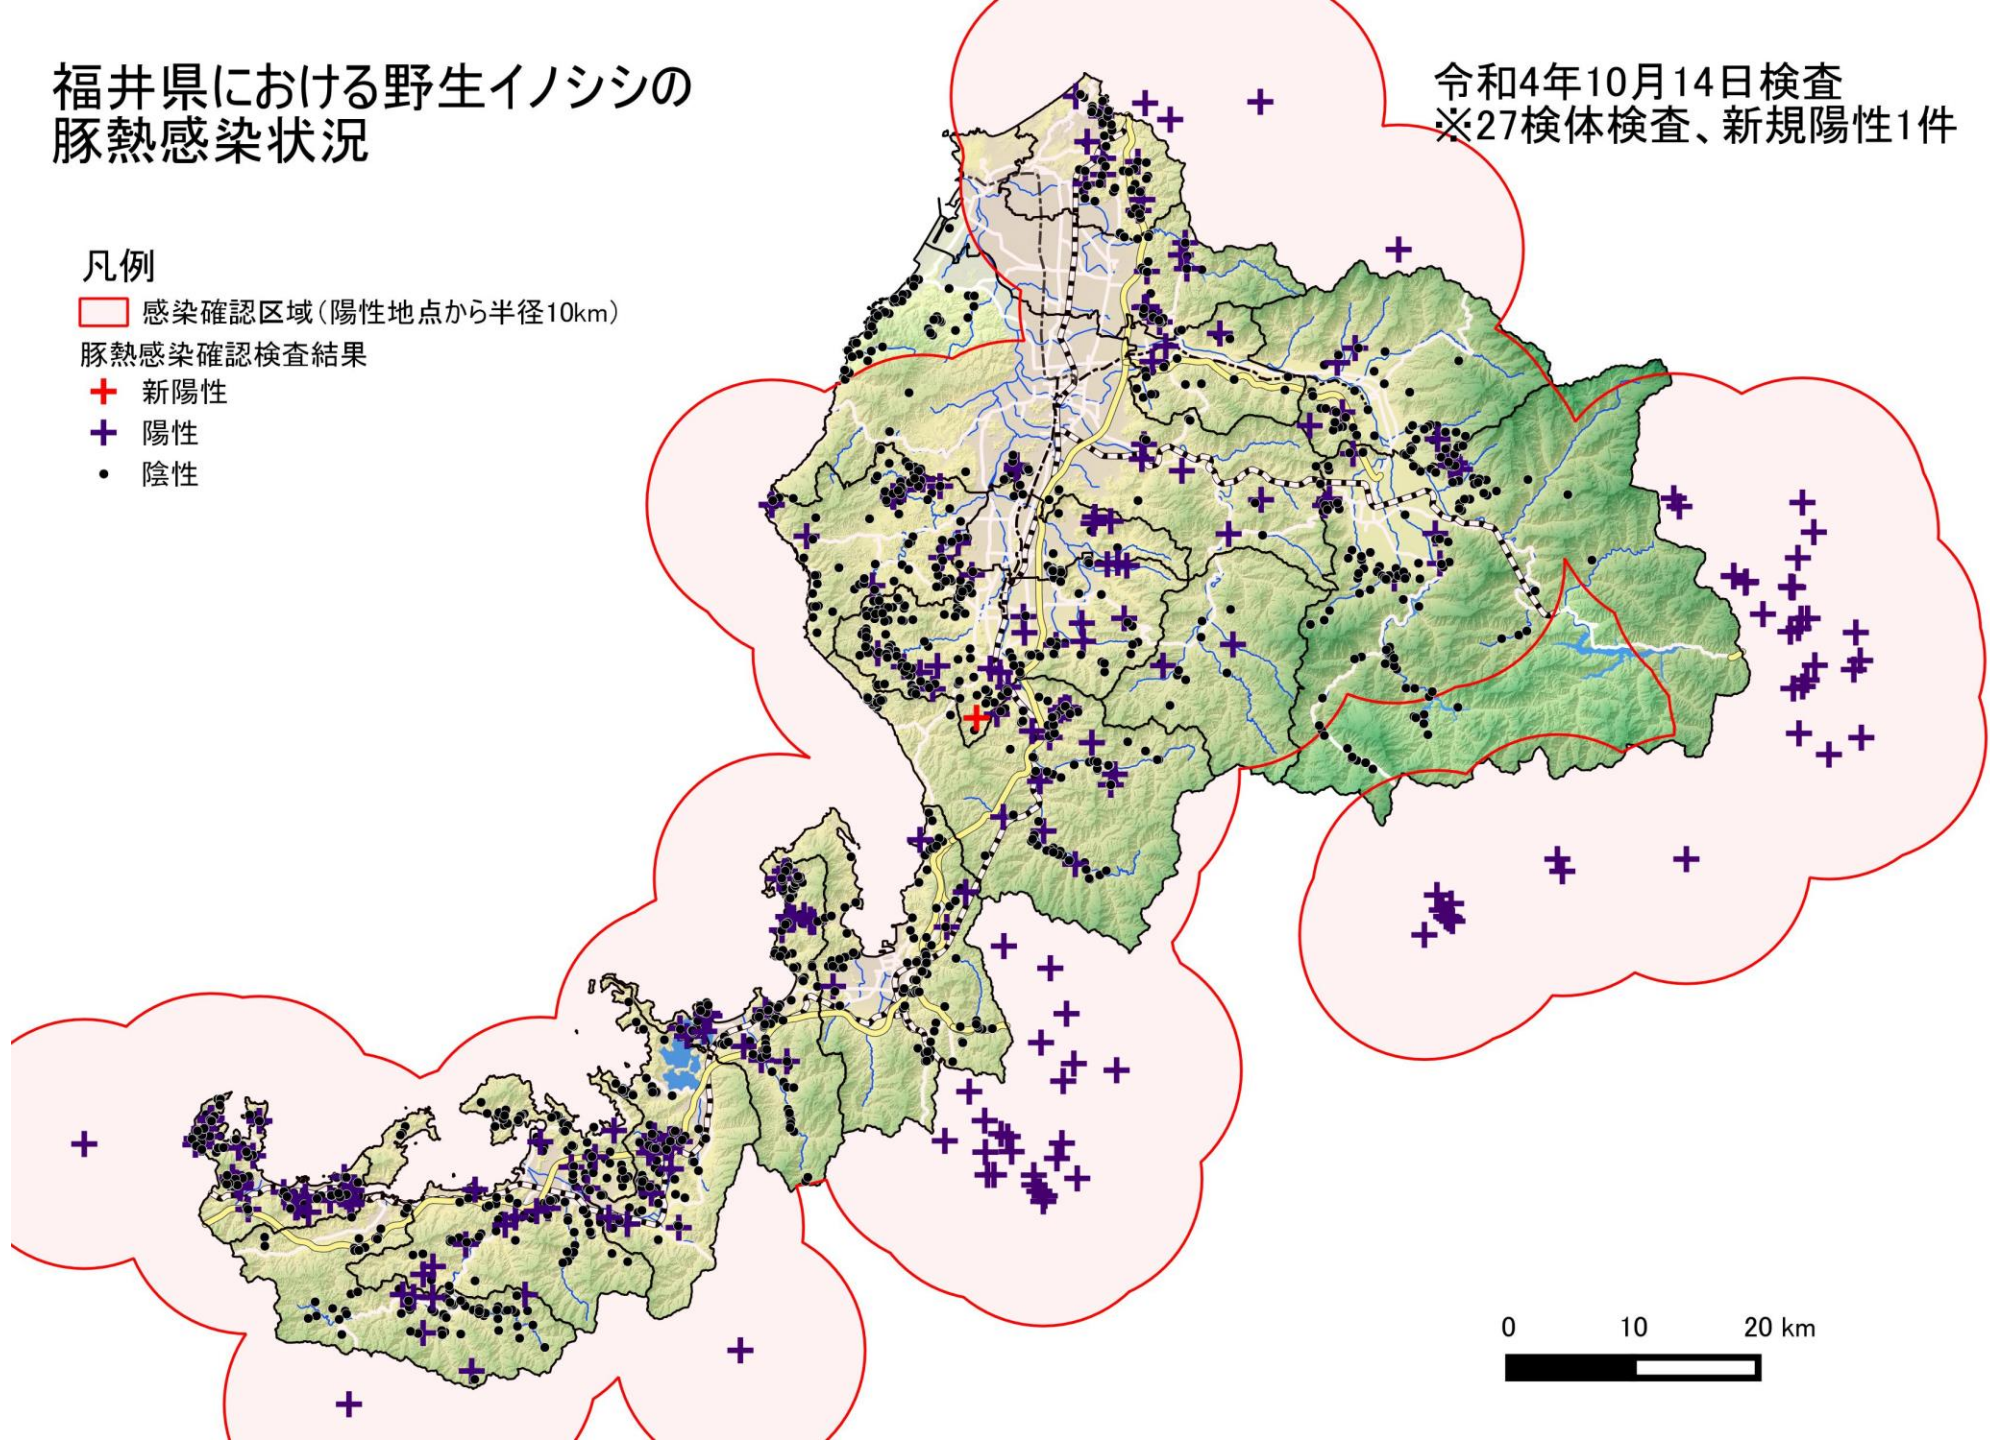 福井県における野生イノシシの
豚熱感染状況
令和4年10月14日検査
※27検体検査、新規陽性1件
凡例
感染確認区域(陽性地点から半径10km)
豚熱感染確認検査結果
新陽性
陽性
陰性
0 10 20 km